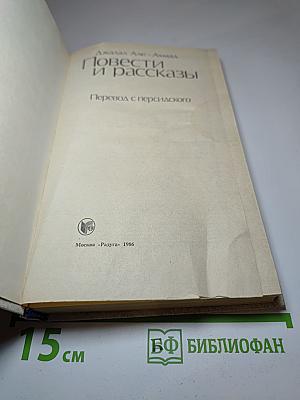 Джалал Але-Ахмад
Повести
и рассказы
Перевод с персидского
Москва «Радуга» 1986
15 см
БФ БИБЛИОФАН